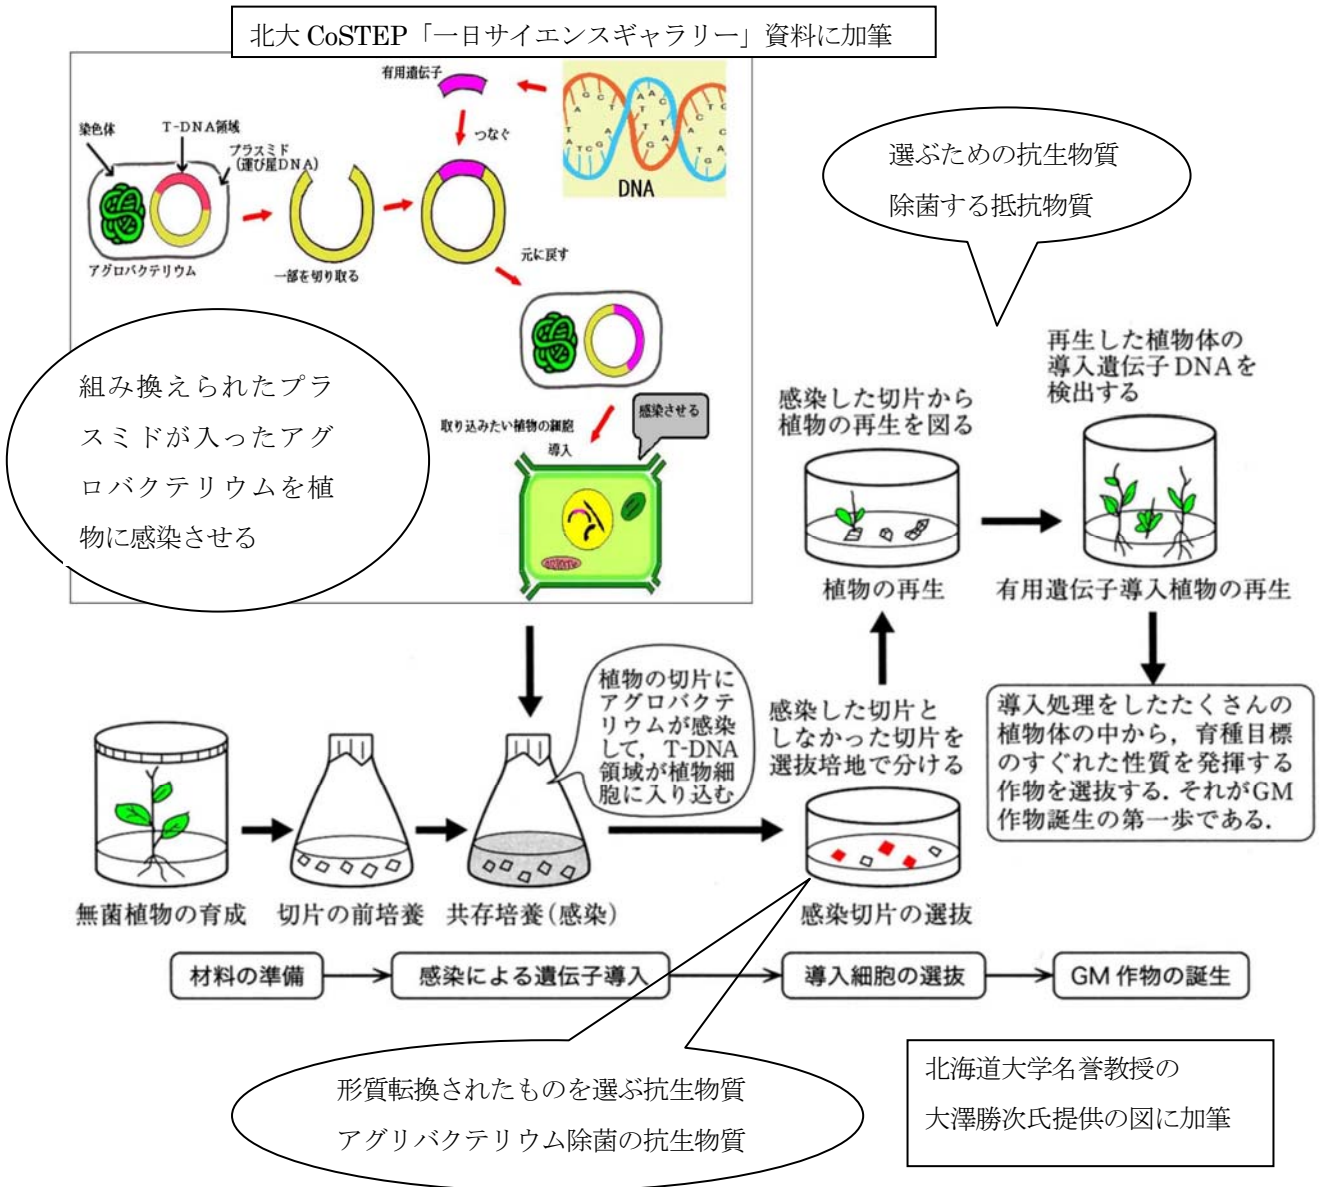 北大 CoSTEP「一日サイエンスギャラリー」資料に加筆
有用遺伝子
つなぐ
DNA
染色体
T-DNA領域
プラスミド
(運び屋DNA)
アグロバクテリウム
一部を切り取る
元に戻す
取り込みたい植物の細胞
導入
感染させる
組み換えられたプラ
スミドが入ったアグ
ロバクテリウムを植
物に感染させる
選ぶための抗生物質
除菌する抵抗物質
感染した切片から
植物の再生を図る
植物の再生
再生した植物体の
導入遺伝子 DNAを
検出する
有用遺伝子導入植物の再生
植物の切片に
アグロバクテ
リウムが感染
して，T-DNA
領域が植物細
胞に入り込む
感染した切片と
しなかった切片を
選抜培地で分ける
導入処理をしたたくさんの
植物体の中から，育種目標
のすぐれた性質を発揮する
作物を選抜する．それがGM
作物誕生の第一歩である．
無菌植物の育成
切片の前培養
共存培養(感染)
感染切片の選抜
材料の準備
感染による遺伝子導入
導入細胞の選抜
GM 作物の誕生
形質転換されたものを選ぶ抗生物質
アグリバクテリウム除菌の抗生物質
北海道大学名誉教授の
大澤勝次氏提供の図に加筆